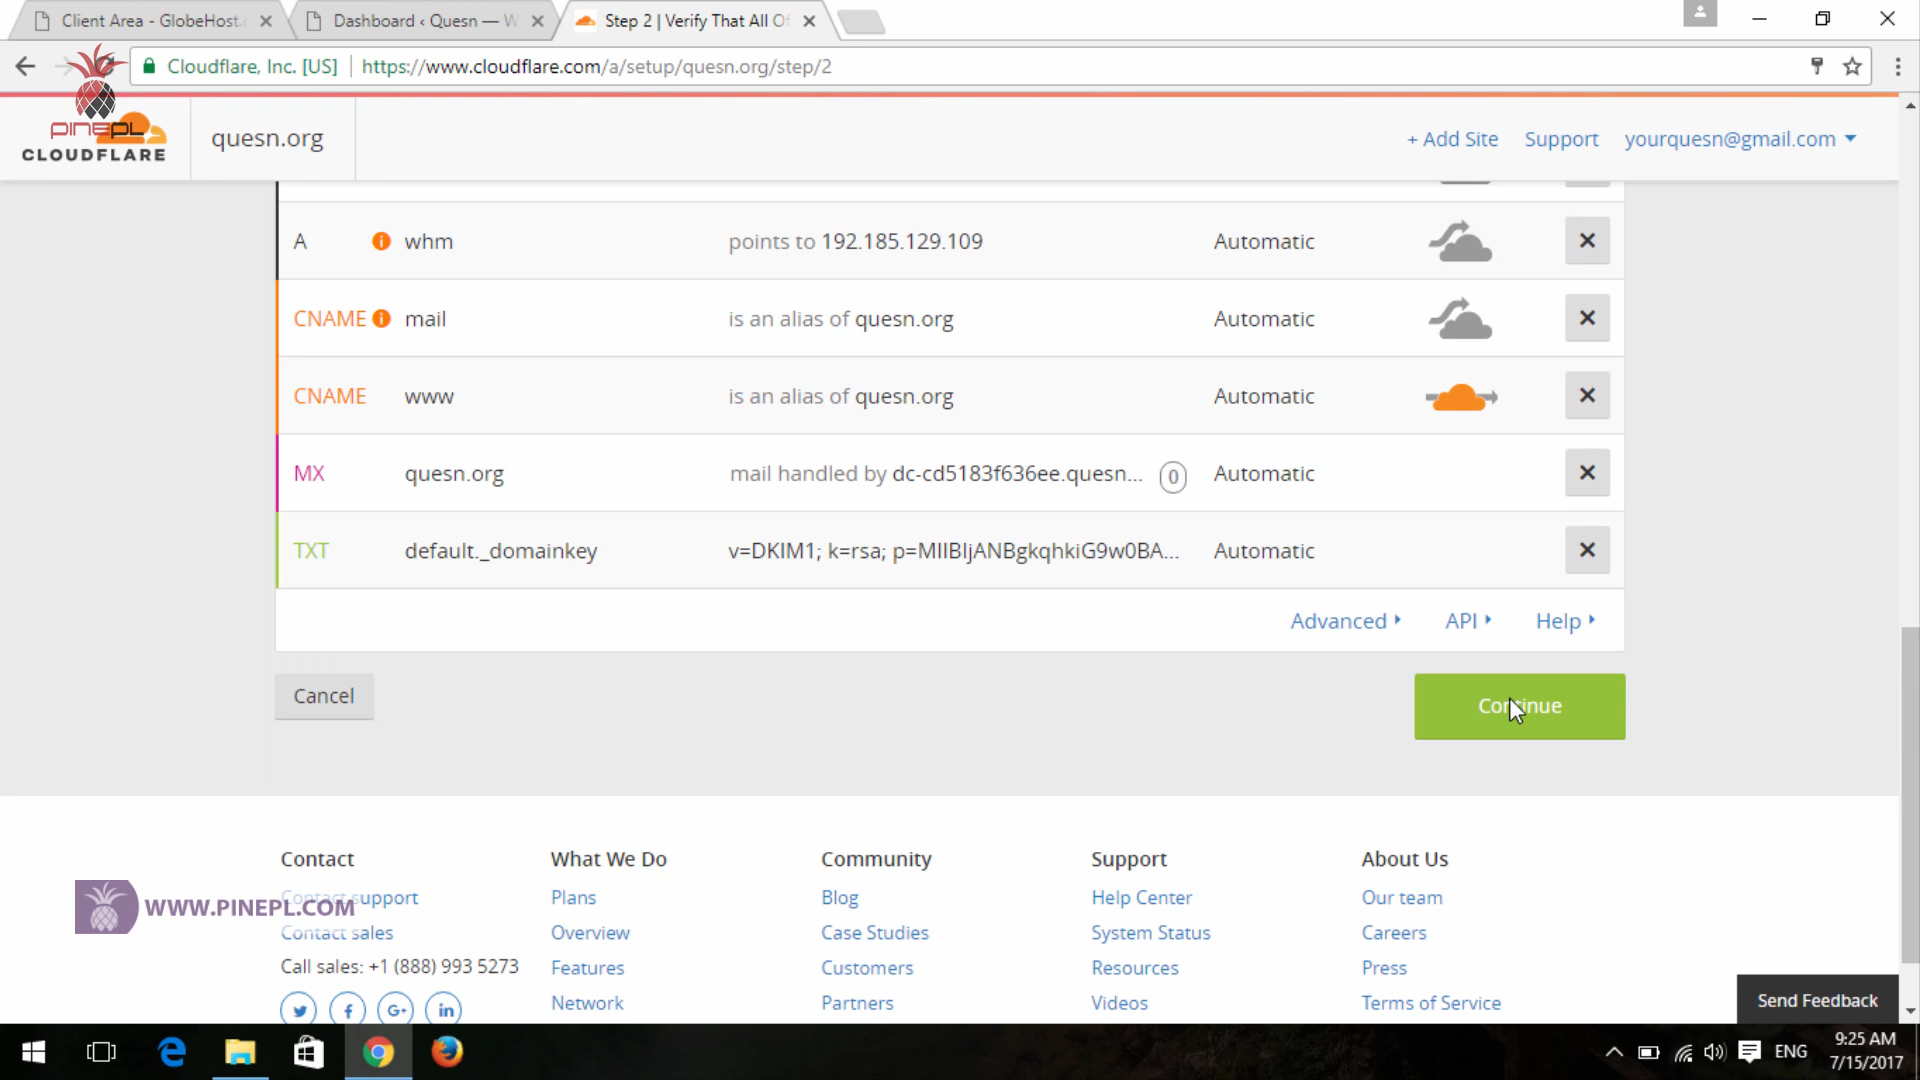 Client Area - GlobeHost.c
Dashboard ‹ Quesn — W
Step 2 | Verify That All Of
Cloudflare, Inc. [US]
https://www.cloudflare.com/a/setup/quesn.org/step/2
PINEPL
CLOUDFLARE
quesn.org
+ Add Site
Support
yourquesn@gmail.com
A whm points to 192.185.129.109 Automatic
CNAME mail is an alias of quesn.org Automatic
CNAME www is an alias of quesn.org Automatic
MX quesn.org mail handled by dc-cd5183f636ee.quesn... 0 Automatic
TXT default._domainkey v=DKIM1; k=rsa; p=MIIBIjANBgkqhkiG9w0BA... Automatic
Advanced API Help
Cancel
Continue
Contact What We Do Community Support About Us
Contact support Plans Blog Help Center Our team
WWW.PINEPL.COM
Contact sales Overview Case Studies System Status Careers
Call sales: +1 (888) 993 5273 Features Customers Resources Press
Network Partners Videos Terms of Service
Send Feedback
ENG
9:25 AM
7/15/2017